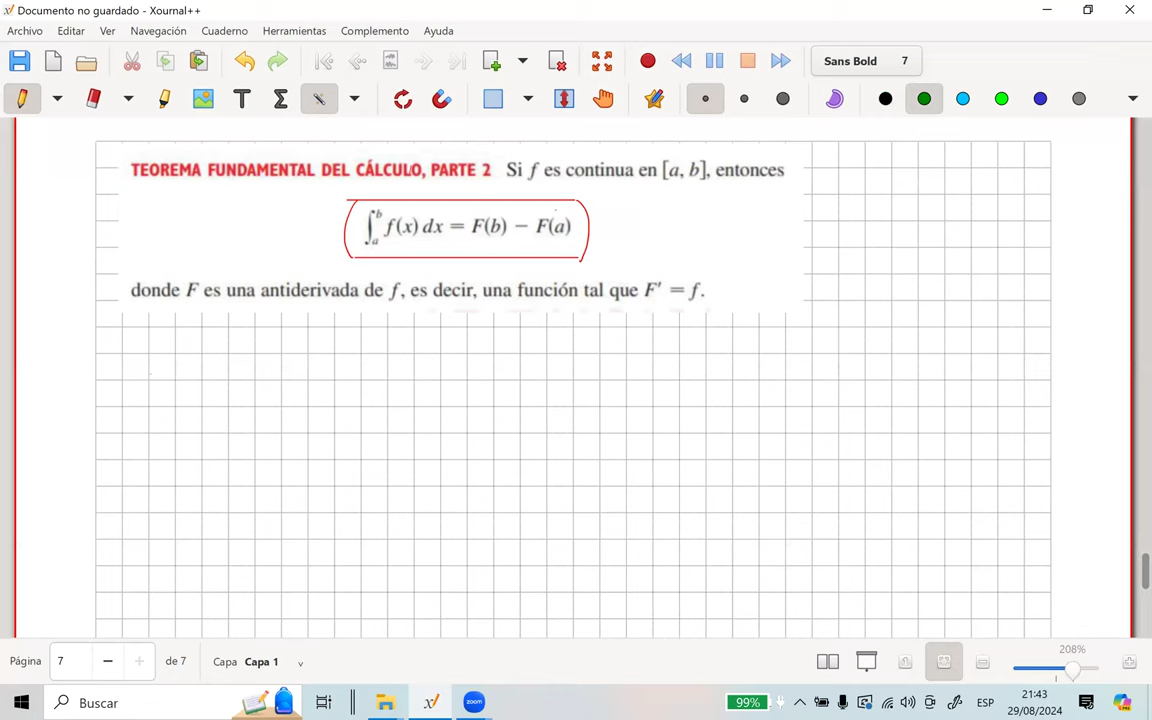 Documento no guardado - Xournal++
Archivo Editar Ver Navegación Cuaderno Herramientas Complemento Ayuda
Sans Bold 7
TEOREMA FUNDAMENTAL DEL CÁLCULO, PARTE 2 Si f es continua en [a, b], entonces
∫_a^b f(x) dx = F(b) − F(a)
donde F es una antiderivada de f, es decir, una función tal que F′ = f.
Página 7 de 7 Capa Capa 1 208%
Buscar zoom 99% ESP 21:43
29/08/2024